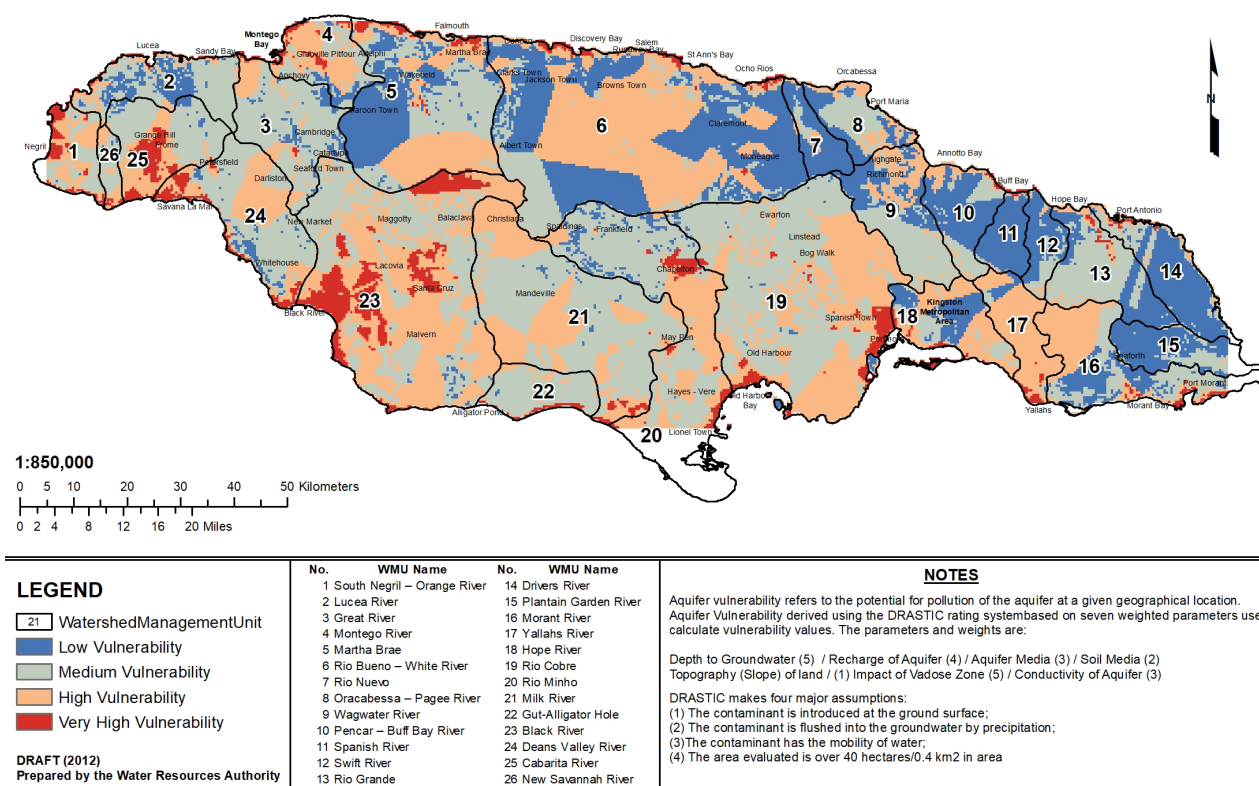 4
Montego
Bay
Falmouth
Lucea
Sandy Bay
Granville Pitfour
Adelphi
Martha Brae
Discovery Bay
Salem
Runaway Bay
St Ann's Bay
Ocho Rios
Orcabessa
2
Anchovy
5
Wakefield
Clarks Town
Jackson Town
Browns Town
Port Maria
N
Maroon Town
3
6
Claremont
7
8
Negril
1
26
25
Grange Hill
Frome
Cambridge
Catadupa
Albert Town
Moneague
Highgate
Annotto Bay
Petersfield
Seaford Town
Richmond
Buff Bay
Darliston
Savana La Mar
24
New Market
Maggotty
Balaclava
Christiana
Spaldings
Frankfield
Ewarton
Linstead
9
10
11
12
Hope Bay
Port Antonio
Whitehouse
Lacovia
Santa Cruz
Chapelton
Bog Walk
13
14
Black River
23
Mandeville
21
19
18
Kingston
Metropolitan
Area
17
Malvern
May Pen
Spanish Town
15
Old Harbour
16
22
Hayes - Vere
Old Harbour
Bay
Port Morant
Alligator Pond
Yallahs
Morant Bay
20
Lionel Town
1:850,000
0 5 10 20 30 40 50 Kilometers
0 2 4 8 12 16 20 Miles
LEGEND
21 WatershedManagementUnit
Low Vulnerability
Medium Vulnerability
High Vulnerability
Very High Vulnerability
DRAFT (2012)
Prepared by the Water Resources Authority
No. WMU Name No. WMU Name
1 South Negril – Orange River 14 Drivers River
2 Lucea River 15 Plantain Garden River
3 Great River 16 Morant River
4 Montego River 17 Yallahs River
5 Martha Brae 18 Hope River
6 Rio Bueno – White River 19 Rio Cobre
7 Rio Nuevo 20 Rio Minho
8 Oracabessa - Pagee River 21 Milk River
9 Wagwater River 22 Gut-Alligator Hole
10 Pencar – Buff Bay River 23 Black River
11 Spanish River 24 Deans Valley River
12 Swift River 25 Cabarita River
13 Rio Grande 26 New Savannah River
NOTES
Aquifer vulnerability refers to the potential for pollution of the aquifer at a given geographical location.
Aquifer Vulnerability derived using the DRASTIC rating systembased on seven weighted parameters use
calculate vulnerability values. The parameters and weights are:
Depth to Groundwater (5) / Recharge of Aquifer (4) / Aquifer Media (3) / Soil Media (2)
Topography (Slope) of land / (1) Impact of Vadose Zone (5) / Conductivity of Aquifer (3)
DRASTIC makes four major assumptions:
(1) The contaminant is introduced at the ground surface;
(2) The contaminant is flushed into the groundwater by precipitation;
(3)The contaminant has the mobility of water;
(4) The area evaluated is over 40 hectares/0.4 km2 in area